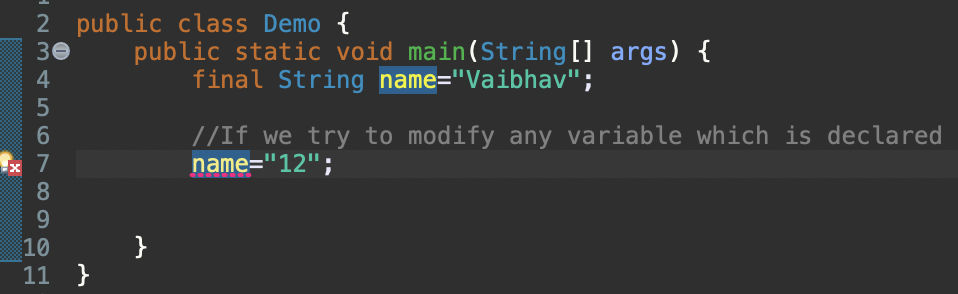 2 public class Demo {
3 public static void main(String[] args) {
4 final String name="Vaibhav";
5
6 //If we try to modify any variable which is declared
7 name="12";
8
9
10 }
11 }